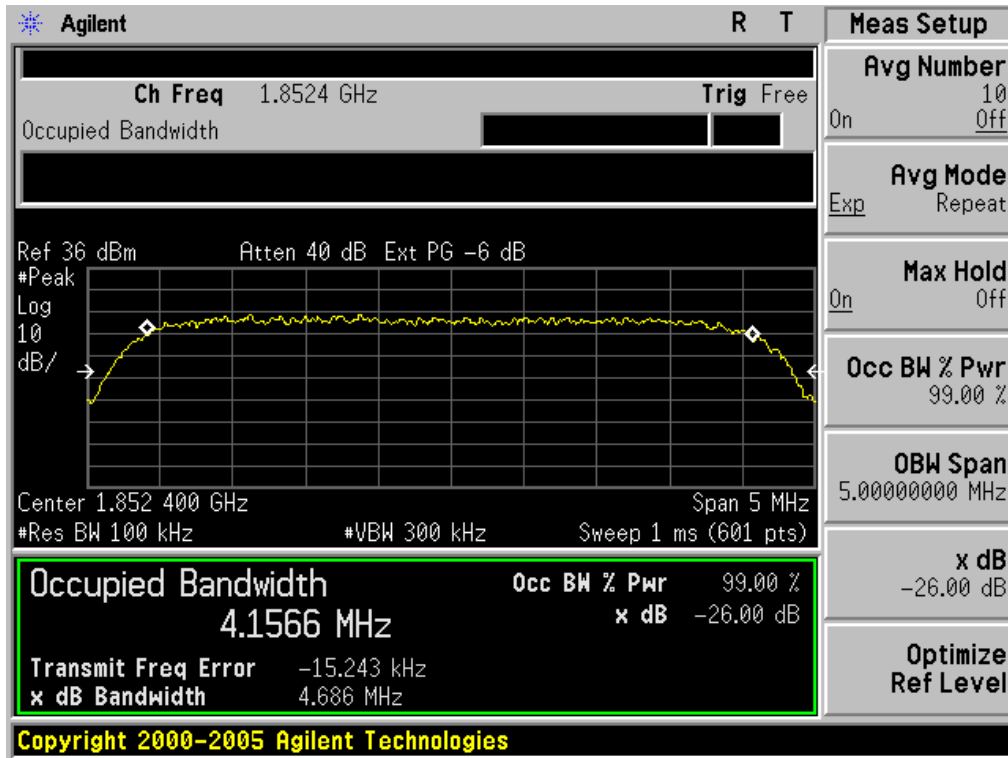 Agilent R T
Ch Freq 1.8524 GHz Trig Free
Occupied Bandwidth
Ref 36 dBm Atten 40 dB Ext PG -6 dB
#Peak
Log
10
dB/
Center 1.852 400 GHz Span 5 MHz
#Res BW 100 kHz #VBW 300 kHz Sweep 1 ms (601 pts)
Occupied Bandwidth Occ BW % Pwr 99.00 %
4.1566 MHz x dB -26.00 dB
Transmit Freq Error -15.243 kHz
x dB Bandwidth 4.686 MHz
Copyright 2000-2005 Agilent Technologies
Meas Setup
Avg Number
10
On Off
Avg Mode
Exp Repeat
Max Hold
On Off
Occ BW % Pwr
99.00 %
OBW Span
5.00000000 MHz
x dB
-26.00 dB
Optimize
Ref Level